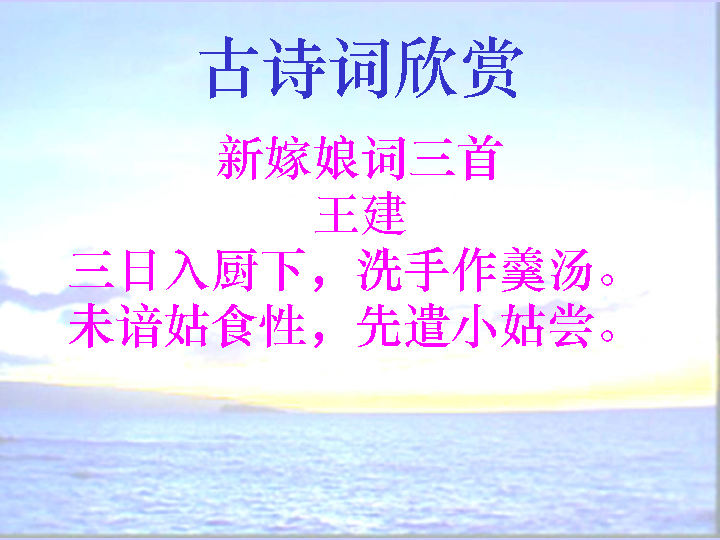 古诗词欣赏
新嫁娘词三首
王建
三日入厨下，洗手作羹汤。
未谙姑食性，先遣小姑尝。